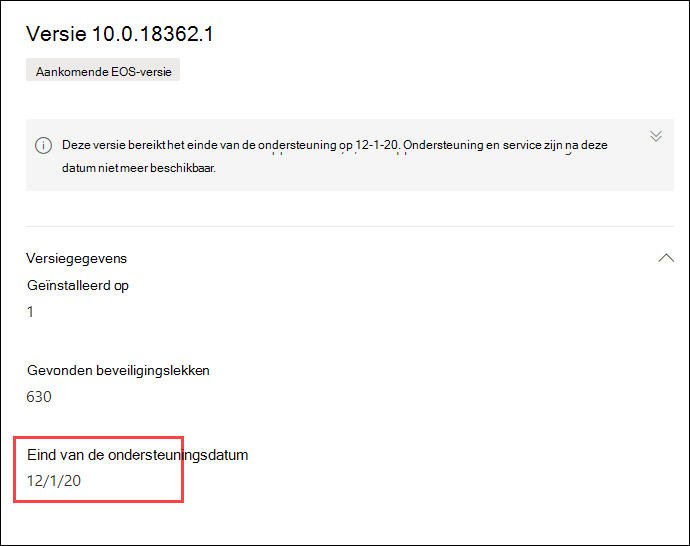 Versie 10.0.18362.1
Aankomende EOS-versie
Deze versie bereikt het einde van de ondersteuning op 12-1-20. Ondersteuning en service zijn na deze
datum niet meer beschikbaar.
Versiegegevens
Geïnstalleerd op
1
Gevonden beveiligingslekken
630
Eind van de ondersteuningsdatum
12/1/20